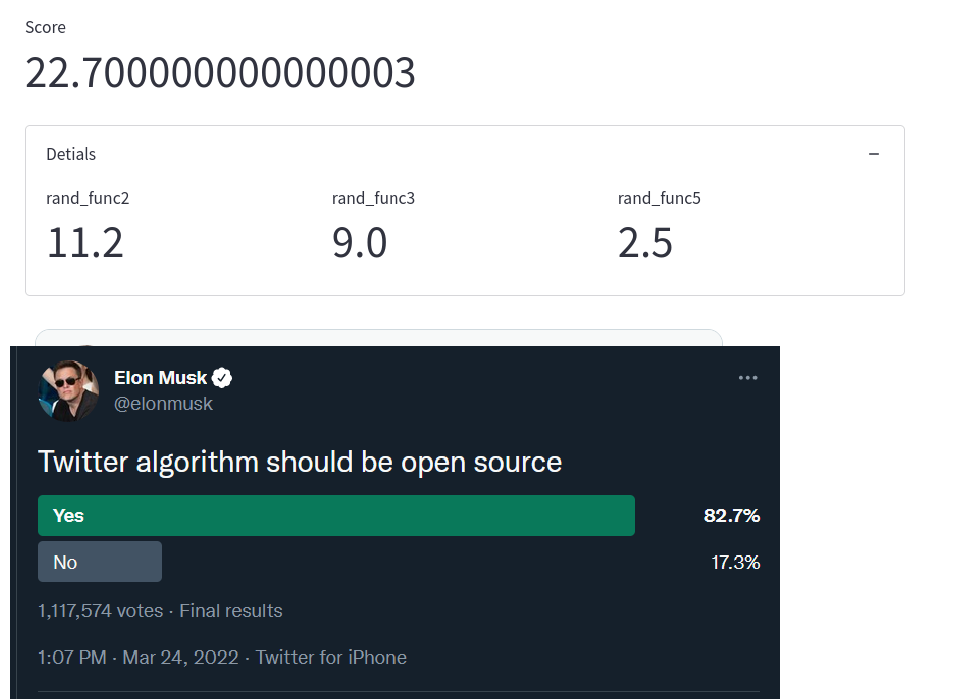 Score
22.700000000000003
Detials
rand_func2 rand_func3 rand_func5
11.2 9.0 2.5
Elon Musk
@elonmusk
Twitter algorithm should be open source
Yes 82.7%
No 17.3%
1,117,574 votes · Final results
1:07 PM · Mar 24, 2022 · Twitter for iPhone